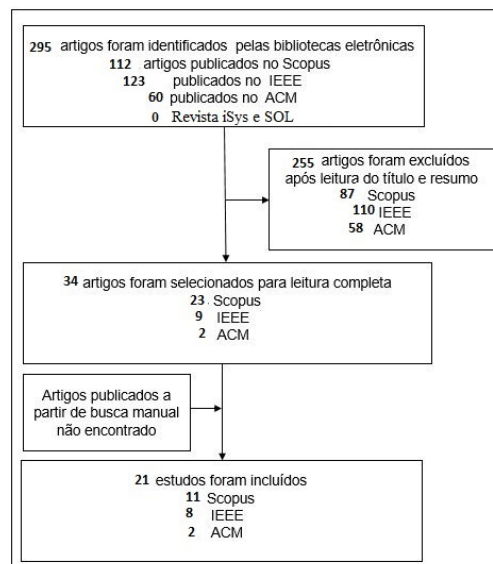 295 artigos foram identificados pelas bibliotecas eletrônicas
112 artigos publicados no Scopus
123 publicados no IEEE
60 publicados no ACM
0 Revista iSys e SOL
255 artigos foram excluídos
após leitura do título e resumo
87 Scopus
110 IEEE
58 ACM
34 artigos foram selecionados para leitura completa
23 Scopus
9 IEEE
2 ACM
Artigos publicados a
partir de busca manual
não encontrado
21 estudos foram incluídos
11 Scopus
8 IEEE
2 ACM